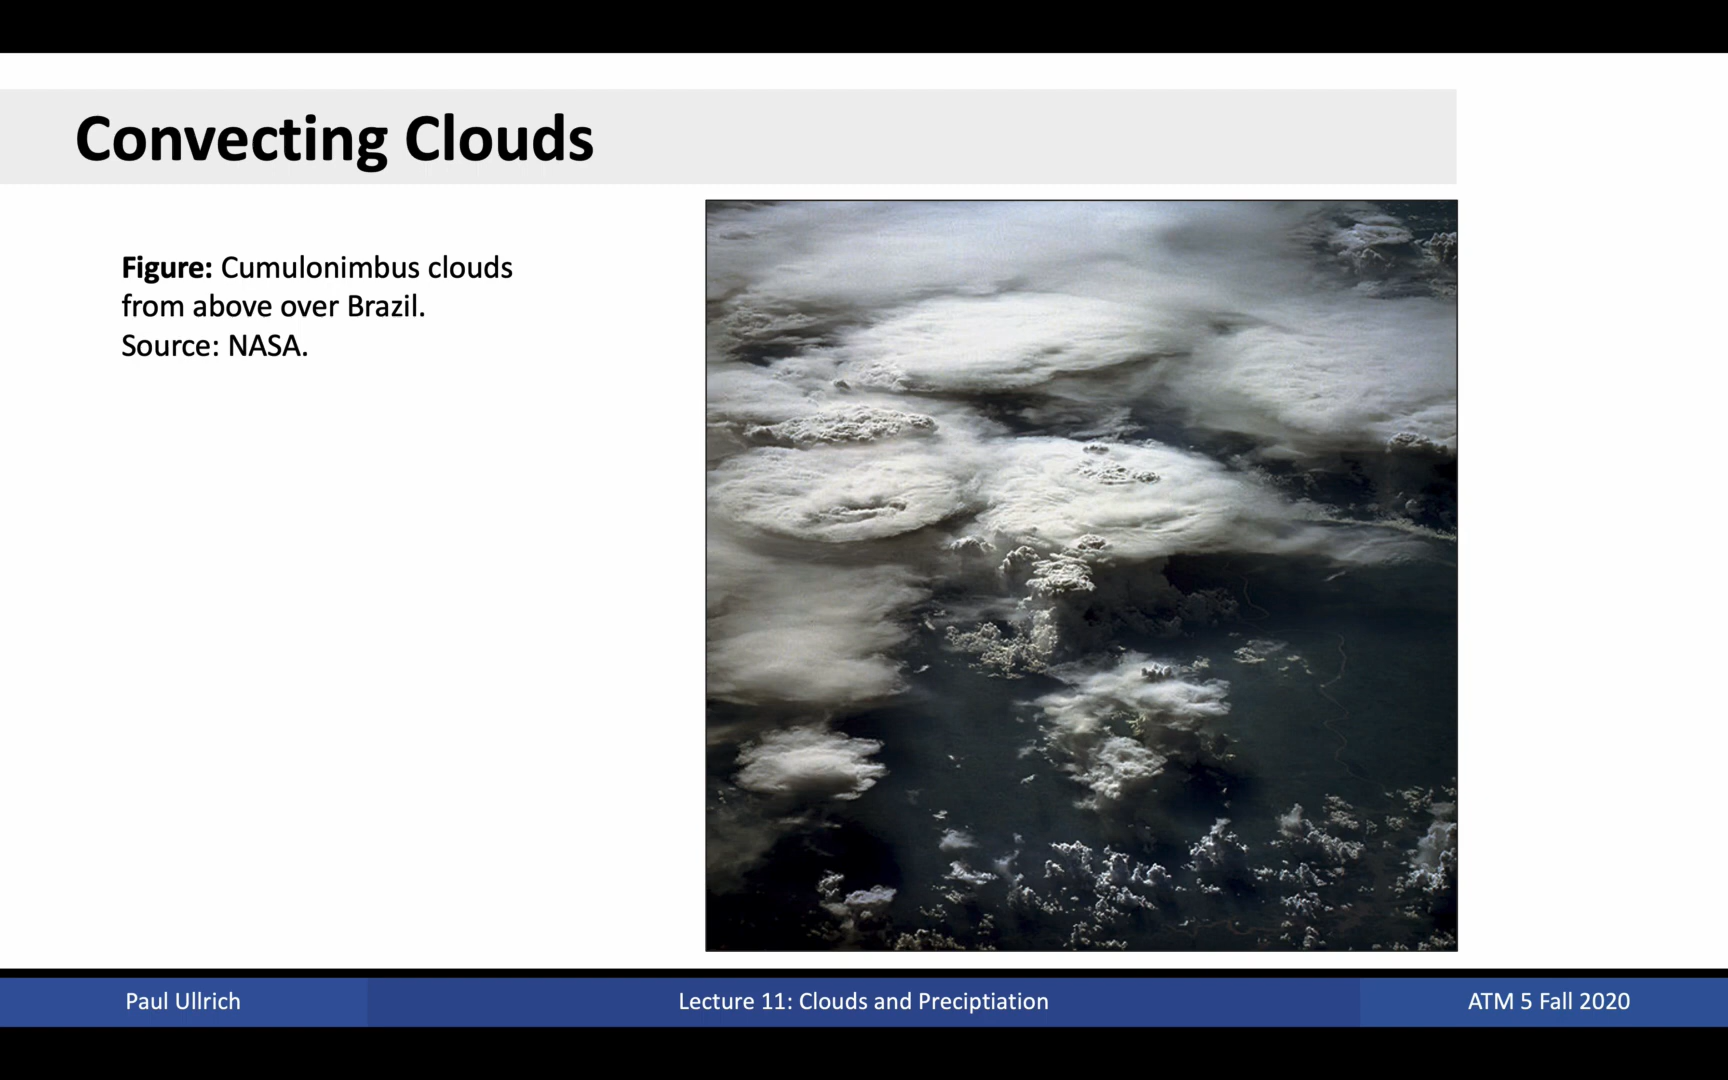 Convecting Clouds
Figure: Cumulonimbus clouds
from above over Brazil.
Source: NASA.
Paul Ullrich
Lecture 11: Clouds and Preciptiation
ATM 5 Fall 2020